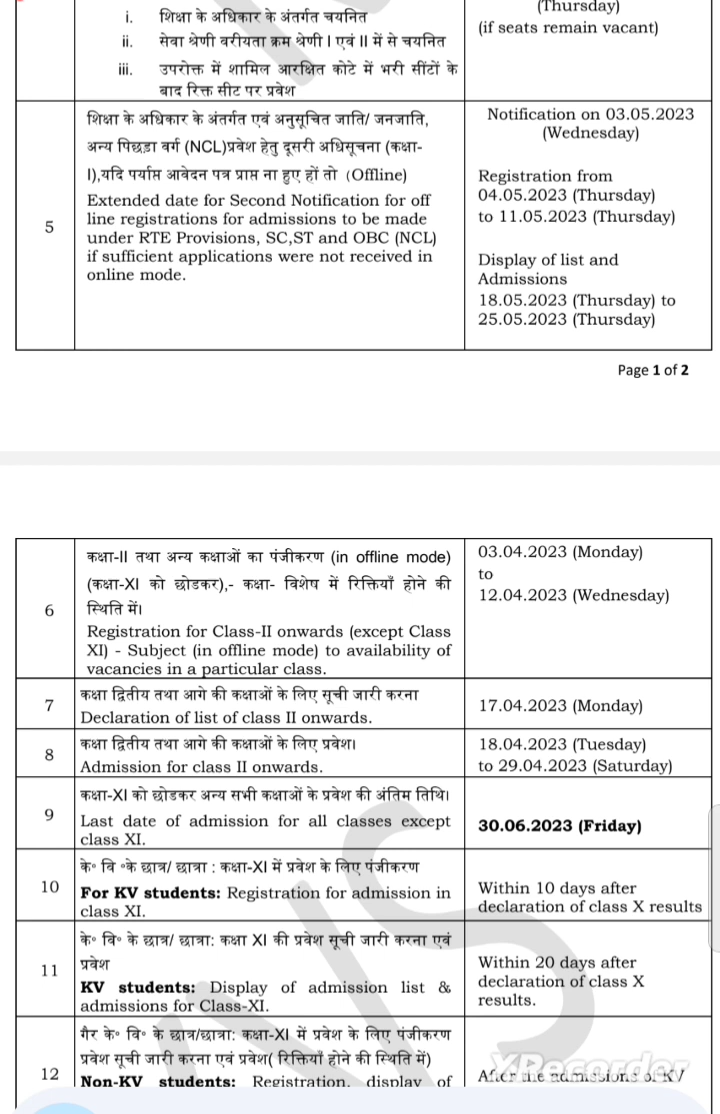 i. शिक्षा के अधिकार के अंतर्गत चयनित
ii. सेवा श्रेणी वरीयता क्रम श्रेणी I एवं II में से चयनित
iii. उपरोक्त में शामिल आरक्षित कोटे में भरी सींटों के
बाद रिक्त सीट पर प्रवेश
(Thursday)
(if seats remain vacant)
5
शिक्षा के अधिकार के अंतर्गत एवं अनुसूचित जाति/ जनजाति,
अन्य पिछड़ा वर्ग (NCL)प्रवेश हेतु दूसरी अधिसूचना (कक्षा-
I),यदि पर्याप्त आवेदन पत्र प्राप्त ना हुए हों तो (Offline)
Extended date for Second Notification for off
line registrations for admissions to be made
under RTE Provisions, SC,ST and OBC (NCL)
if sufficient applications were not received in
online mode.
Notification on 03.05.2023
(Wednesday)
Registration from
04.05.2023 (Thursday)
to 11.05.2023 (Thursday)
Display of list and
Admissions
18.05.2023 (Thursday) to
25.05.2023 (Thursday)
Page 1 of 2
6
कक्षा-II तथा अन्य कक्षाओं का पंजीकरण (in offline mode)
(कक्षा-XI को छोडकर),- कक्षा- विशेष में रिक्तियाँ होने की
स्थिति में।
Registration for Class-II onwards (except Class
XI) - Subject (in offline mode) to availability of
vacancies in a particular class.
03.04.2023 (Monday)
to
12.04.2023 (Wednesday)
7
कक्षा द्वितीय तथा आगे की कक्षाओं के लिए सूची जारी करना
Declaration of list of class II onwards.
17.04.2023 (Monday)
8
कक्षा द्वितीय तथा आगे की कक्षाओं के लिए प्रवेश।
Admission for class II onwards.
18.04.2023 (Tuesday)
to 29.04.2023 (Saturday)
9
कक्षा-XI को छोडकर अन्य सभी कक्षाओं के प्रवेश की अंतिम तिथि।
Last date of admission for all classes except
class XI.
30.06.2023 (Friday)
10
के० वि ०के छात्र/ छात्रा : कक्षा-XI में प्रवेश के लिए पंजीकरण
For KV students: Registration for admission in
class XI.
Within 10 days after
declaration of class X results
11
के० वि० के छात्र/ छात्रा: कक्षा XI की प्रवेश सूची जारी करना एवं
प्रवेश
KV students: Display of admission list &
admissions for Class-XI.
Within 20 days after
declaration of class X
results.
12
गैर के० वि० के छात्र/छात्रा: कक्षा-XI में प्रवेश के लिए पंजीकरण
प्रवेश सूची जारी करना एवं प्रवेश( रिक्तियाँ होने की स्थिति में)
Non-KV students: Registration, display of
After the admissions of KV
XRecorder
KVS